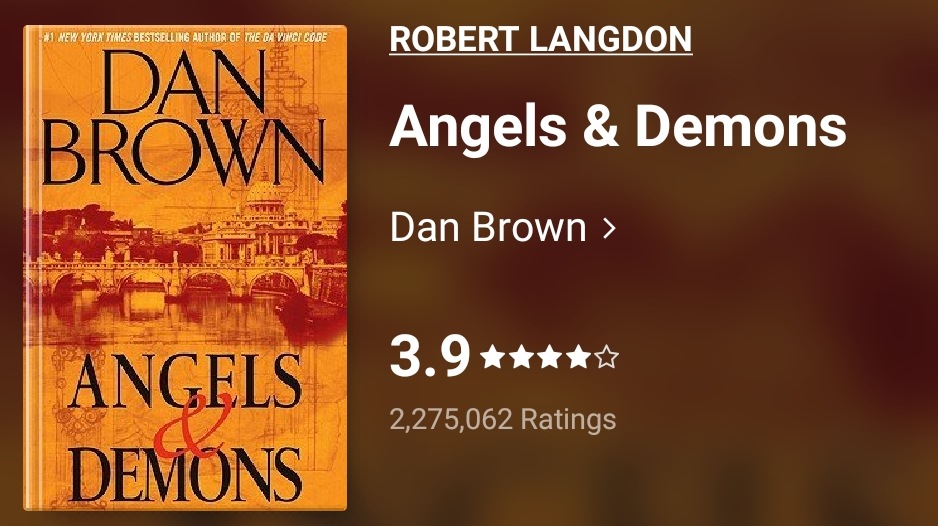 #1 NEW YORK TIMES BESTSELLING AUTHOR OF THE DA VINCI CODE
DAN
BROWN
ANGELS
&
DEMONS
ROBERT LANGDON
Angels & Demons
Dan Brown >
3.9
2,275,062 Ratings